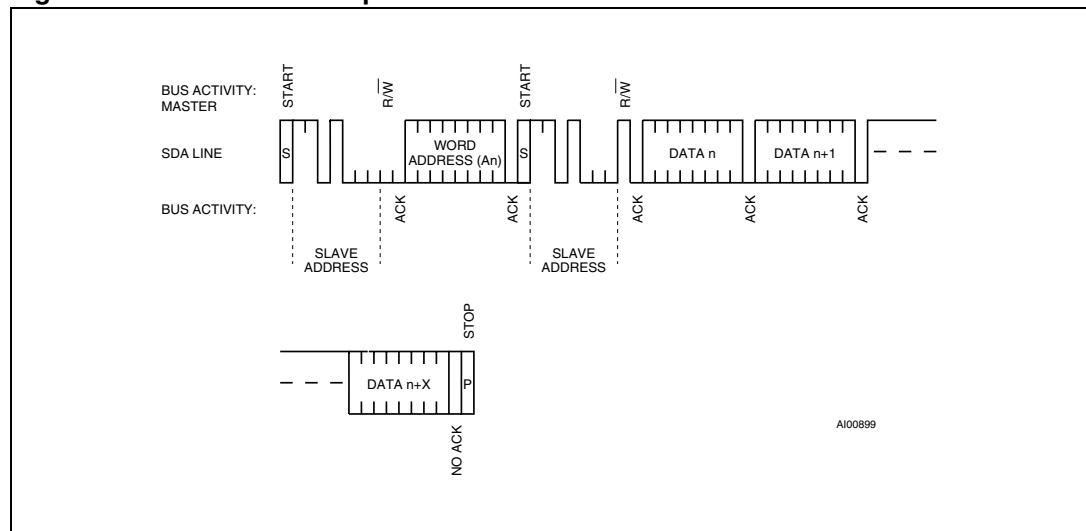 BUS ACTIVITY:
MASTER
START
R/W
START
R/W
SDA LINE
S
WORD
ADDRESS (An)
S
DATA n
DATA n+1
BUS ACTIVITY:
ACK
ACK
ACK
ACK
ACK
SLAVE
ADDRESS
SLAVE
ADDRESS
STOP
DATA n+X
P
NO ACK
AI00899